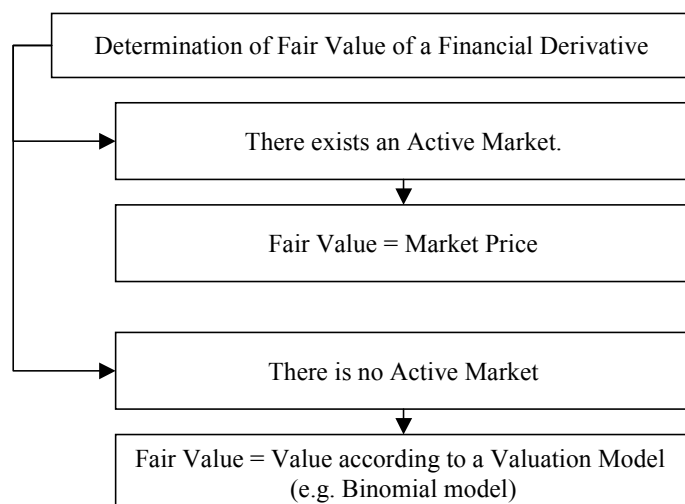 Determination of Fair Value of a Financial Derivative
There exists an Active Market.
Fair Value = Market Price
There is no Active Market
Fair Value = Value according to a Valuation Model
(e.g. Binomial model)